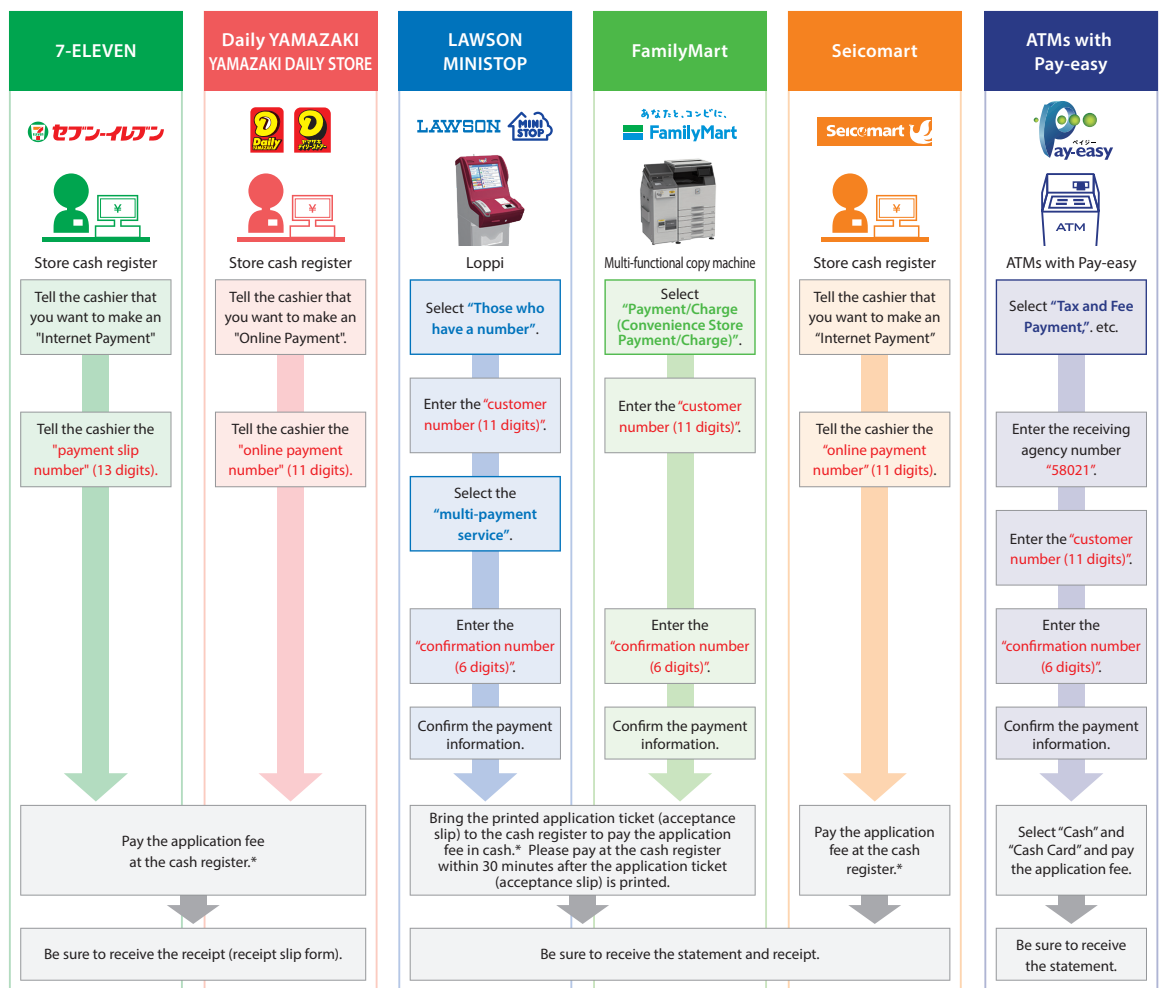 7-ELEVEN
セブン-イレブン
¥
Store cash register
Tell the cashier that
you want to make an
"Internet Payment"
Tell the cashier the
"payment slip
number" (13 digits).
Daily YAMAZAKI
YAMAZAKI DAILY STORE
Daily
YAMAZAKI
ヤマザキ
デイリーストアー
¥
Store cash register
Tell the cashier that
you want to make an
"Online Payment".
Tell the cashier the
"online payment
number" (11 digits).
Pay the application fee
at the cash register.*
Be sure to receive the receipt (receipt slip form).
LAWSON
MINISTOP
LAWSON
MINI
STOP
Loppi
Select “Those who
have a number”.
Enter the “customer
number (11 digits)”.
Select the
“multi-payment
service”.
Enter the
“confirmation number
(6 digits)”.
Confirm the payment
information.
FamilyMart
あなたと、コンビに、
FamilyMart
Multi-functional copy machine
Select
“Payment/Charge
(Convenience Store
Payment/Charge)”.
Enter the “customer
number (11 digits)”.
Enter the
“confirmation number
(6 digits)”.
Confirm the payment
information.
Bring the printed application ticket (acceptance
slip) to the cash register to pay the application
fee in cash.* Please pay at the cash register
within 30 minutes after the application ticket
(acceptance slip) is printed.
Seicomart
Seicomart
¥
Store cash register
Tell the cashier that
you want to make an
“Internet Payment”
Tell the cashier the
“online payment
number” (11 digits).
Pay the application
fee at the cash
register.*
Be sure to receive the statement and receipt.
ATMs with
Pay-easy
ペイジー
Pay-easy
ATM
ATMs with Pay-easy
Select “Tax and Fee
Payment,”. etc.
Enter the receiving
agency number
“58021”.
Enter the “customer
number (11 digits)”.
Enter the
“confirmation number
(6 digits)”.
Confirm the payment
information.
Select “Cash” and
“Cash Card” and pay
the application fee.
Be sure to receive
the statement.